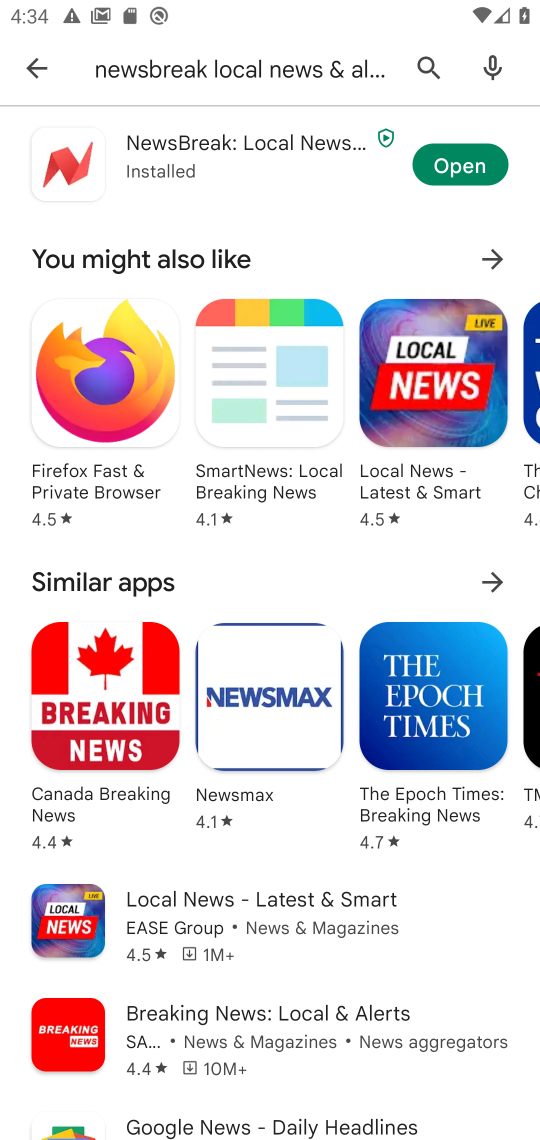 4:34
newsbreak local news & al...
NewsBreak: Local News...
Installed
Open
You might also like
LIVE
LOCAL
NEWS
Firefox Fast &
Private Browser
4.5★
SmartNews: Local
Breaking News
4.1★
Local News -
Latest & Smart
4.5★
Similar apps
BREAKING
NEWS
NEWSMAX
THE
EPOCH
TIMES
Canada Breaking
News
4.4★
Newsmax
4.1★
The Epoch Times:
Breaking News
4.7★
LIVE
LOCAL
NEWS
Local News - Latest & Smart
EASE Group • News & Magazines
4.5★ 1M+
BREAKING
NEWS
Breaking News: Local & Alerts
SA... • News & Magazines • News aggregators
4.4★ 10M+
Google News - Daily Headlines